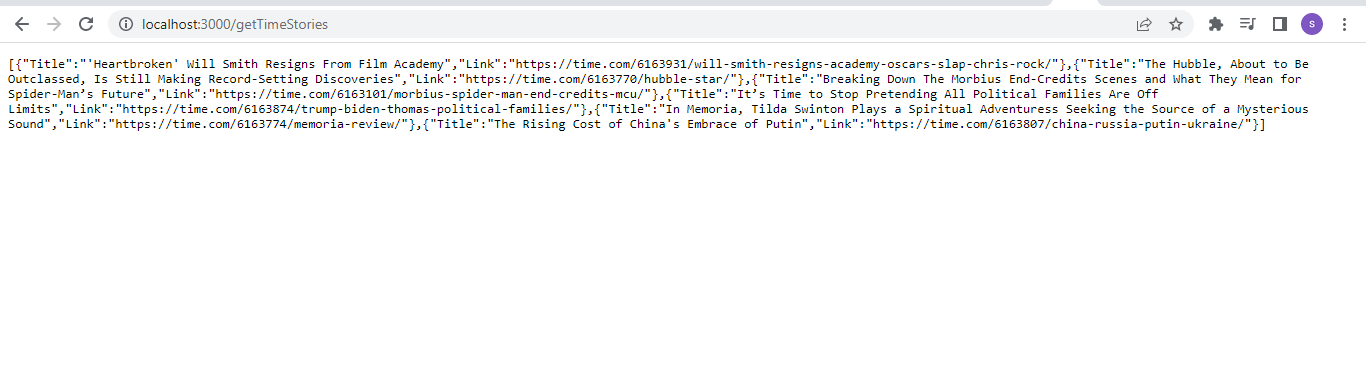 localhost:3000/getTimeStories
S
[{"Title":"'Heartbroken' Will Smith Resigns From Film Academy","Link":"https://time.com/6163931/will-smith-resigns-academy-oscars-slap-chris-rock/"},{"Title":"The Hubble, About to Be
Outclassed, Is Still Making Record-Setting Discoveries","Link":"https://time.com/6163770/hubble-star/"},{"Title":"Breaking Down The Morbius End-Credits Scenes and What They Mean for
Spider-Man’s Future","Link":"https://time.com/6163101/morbius-spider-man-end-credits-mcu/"},{"Title":"It’s Time to Stop Pretending All Political Families Are Off
Limits","Link":"https://time.com/6163874/trump-biden-thomas-political-families/"},{"Title":"In Memoria, Tilda Swinton Plays a Spiritual Adventuress Seeking the Source of a Mysterious
Sound","Link":"https://time.com/6163774/memoria-review/"},{"Title":"The Rising Cost of China's Embrace of Putin","Link":"https://time.com/6163807/china-russia-putin-ukraine/"}]